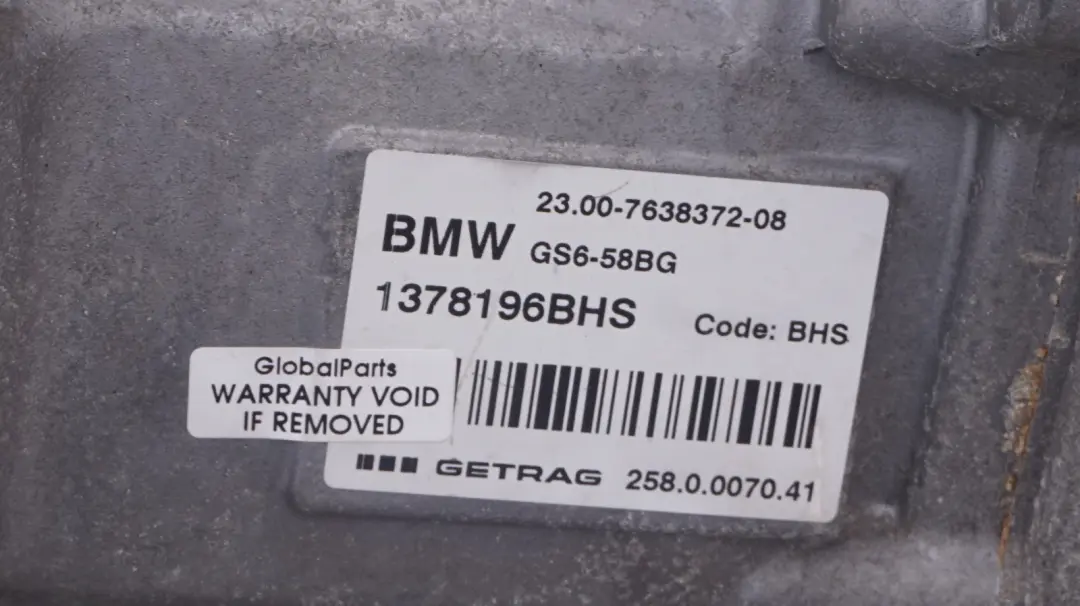 23.00-7638372-08
BMW GS6-58BG
1378196BHS Code: BHS
GlobalParts
WARRANTY VOID
IF REMOVED
GETRAG 258.0.0070.41